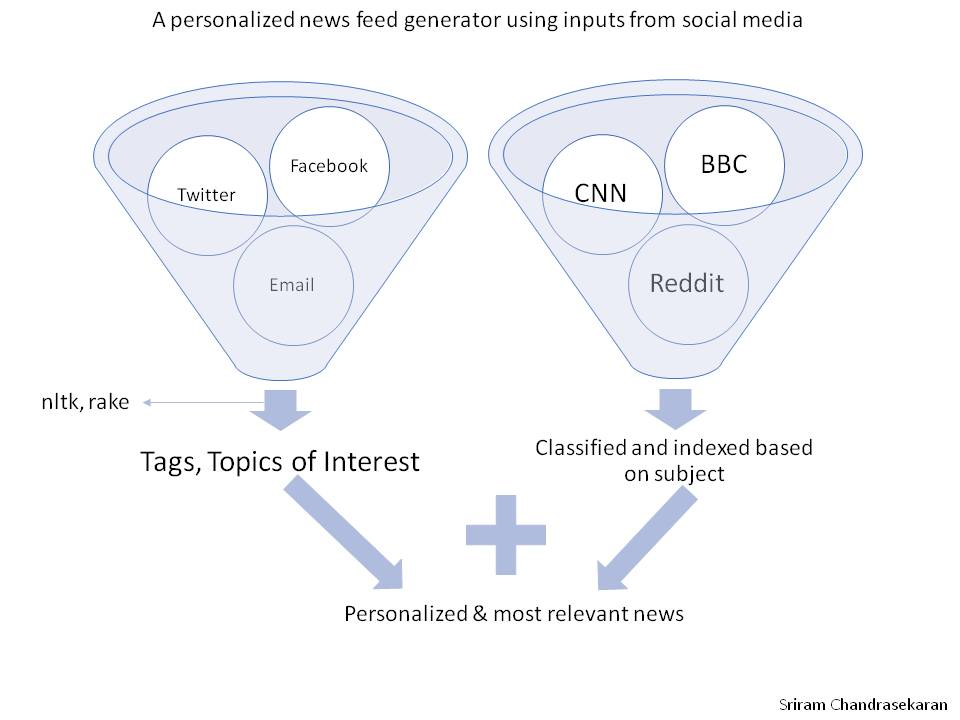 A personalized news feed generator using inputs from social media
Twitter
Facebook
Email
CNN
BBC
Reddit
nltk, rake
Tags, Topics of Interest
Classified and indexed based
on subject
Personalized & most relevant news
Sriram Chandrasekaran